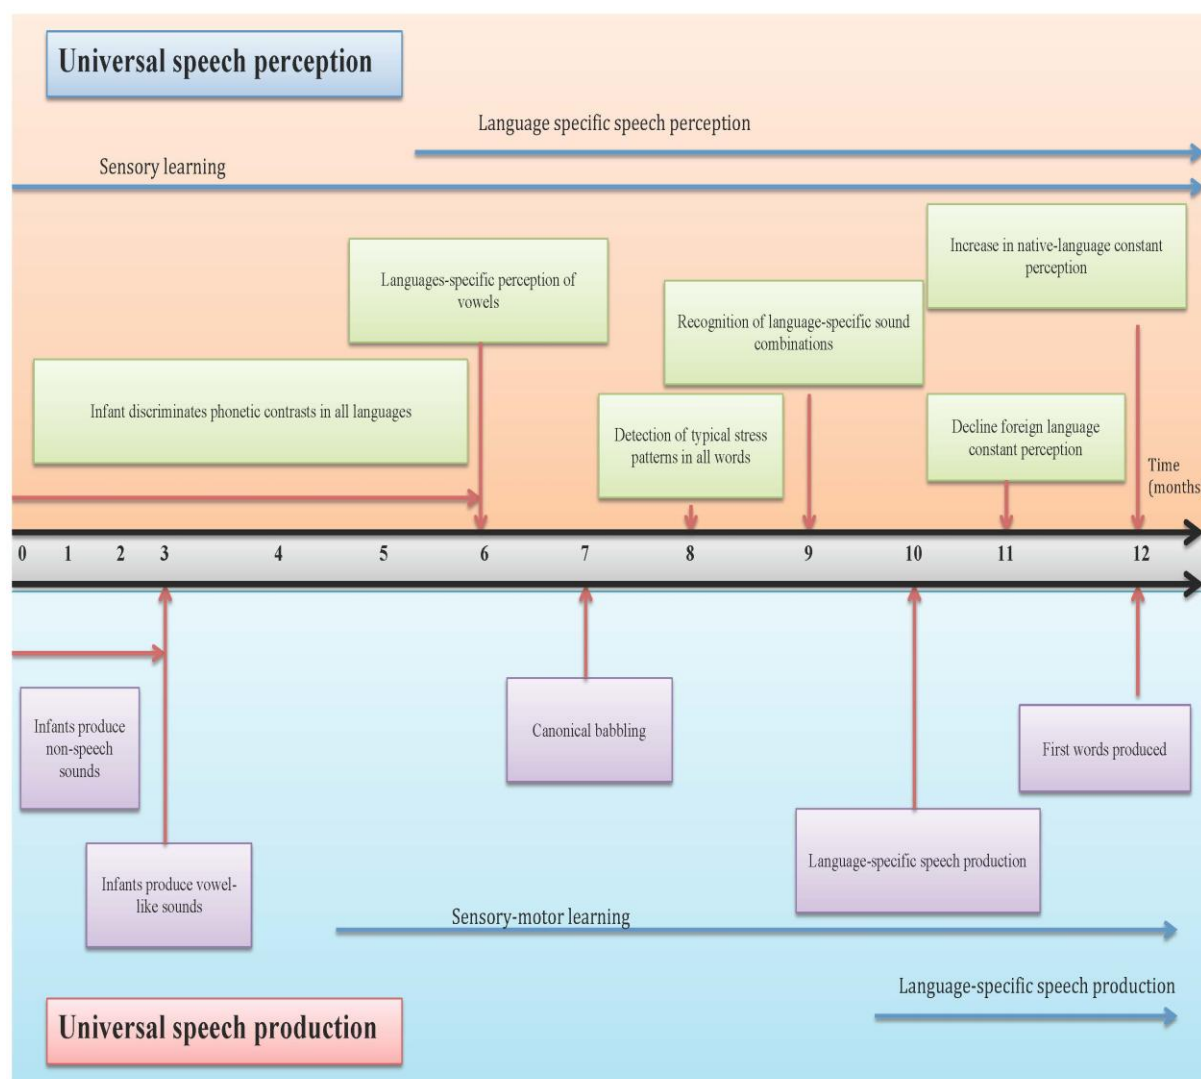 Universal speech perception
Language specific speech perception
Sensory learning
Increase in native-language constant
perception
Languages-specific perception of
vowels
Recognition of language-specific sound
combinations
Infant discriminates phonetic contrasts in all languages
Detection of typical stress
patterns in all words
Decline foreign language
constant perception
Time
(months
0 1 2 3 4 5 6 7 8 9 10 11 12
Infants produce
non-speech
sounds
Canonical babbling
First words produced
Infants produce vowel-
like sounds
Language-specific speech production
Sensory-motor learning
Language-specific speech production
Universal speech production